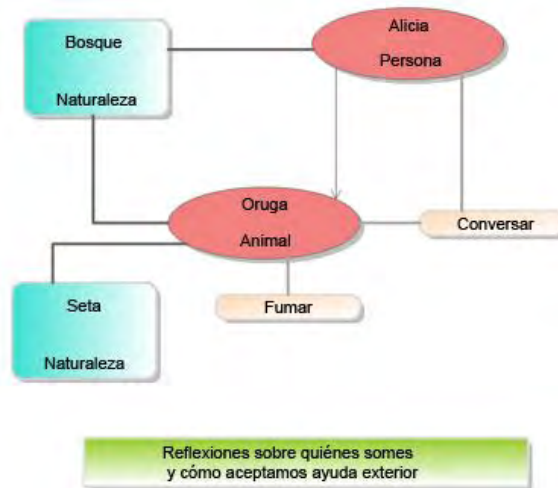 Bosque
Naturaleza
Alicia
Persona
Oruga
Animal
Conversar
Seta
Naturaleza
Fumar
Reflexiones sobre quiénes somes
y cómo aceptamos ayuda exterior